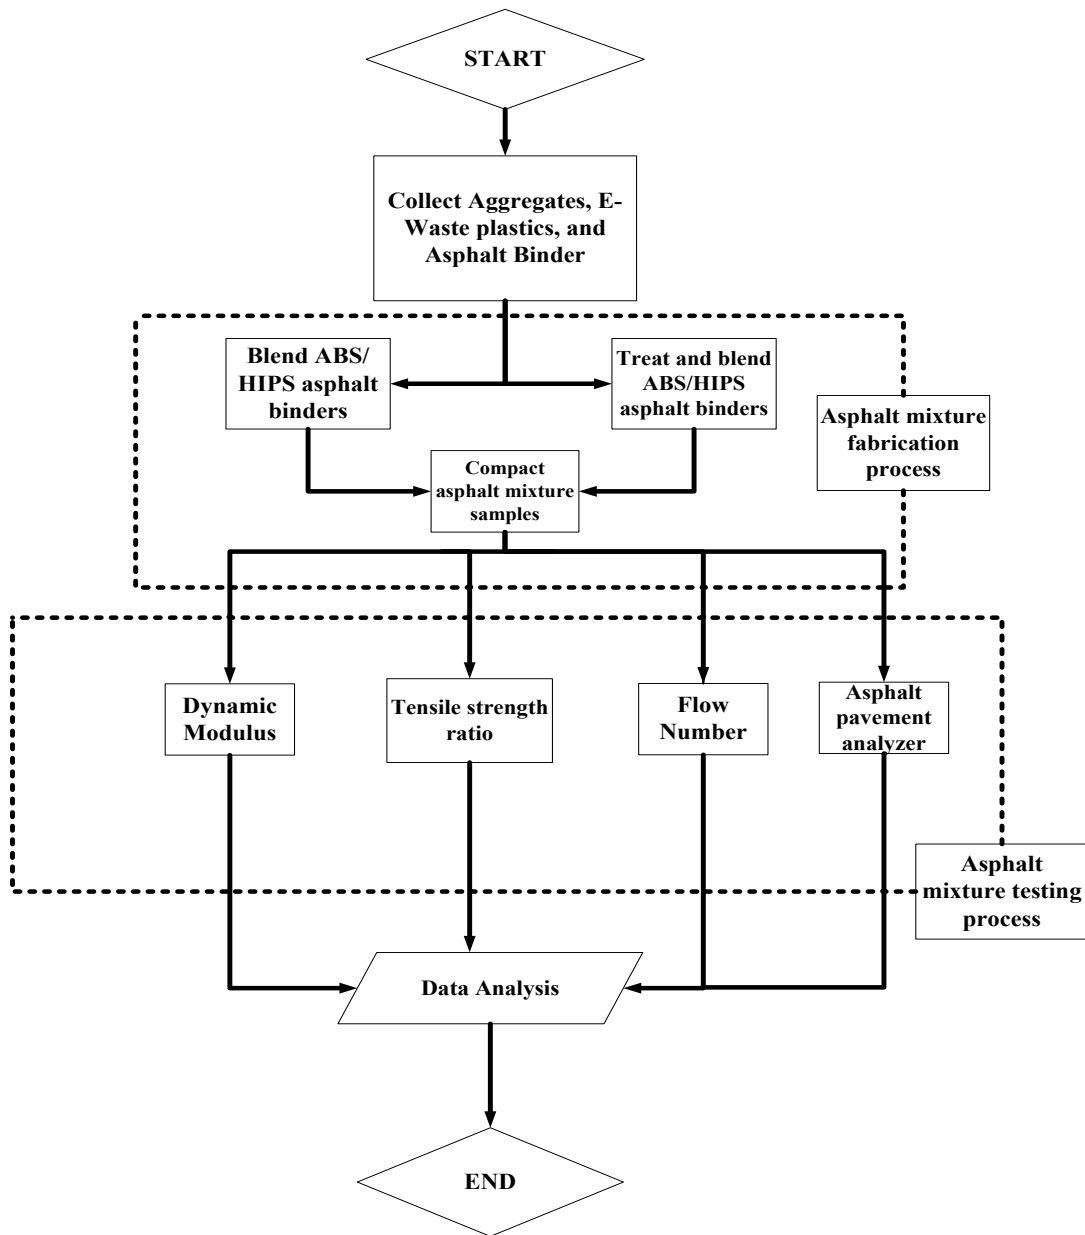 START
Collect Aggregates, E-
Waste plastics, and
Asphalt Binder
Blend ABS/
HIPS asphalt
binders
Treat and blend
ABS/HIPS
asphalt binders
Asphalt mixture
fabrication
process
Compact
asphalt mixture
samples
Dynamic
Modulus
Tensile strength
ratio
Flow
Number
Asphalt
pavement
analyzer
Asphalt
mixture testing
process
Data Analysis
END